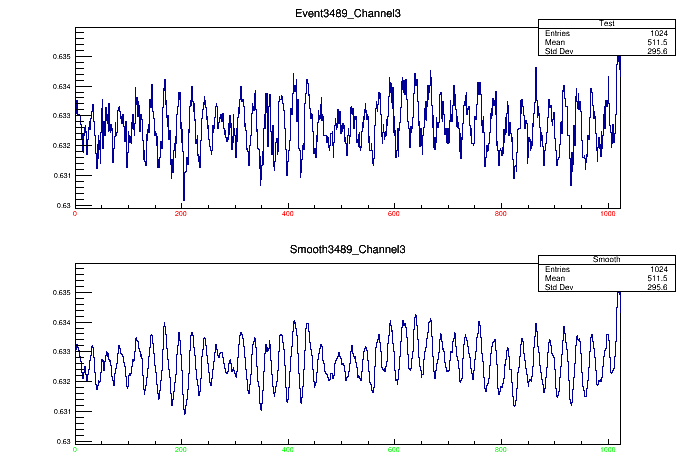 Event3489_Channel3
Test
Entries 1024
Mean 511.5
Std Dev 295.6
0.635
0.634
0.633
0.632
0.631
0.63
0 200 400 600 800 1000
Smooth3489_Channel3
Smooth
Entries 1024
Mean 511.5
Std Dev 295.6
0.635
0.634
0.633
0.632
0.631
0.63
0 200 400 600 800 1000